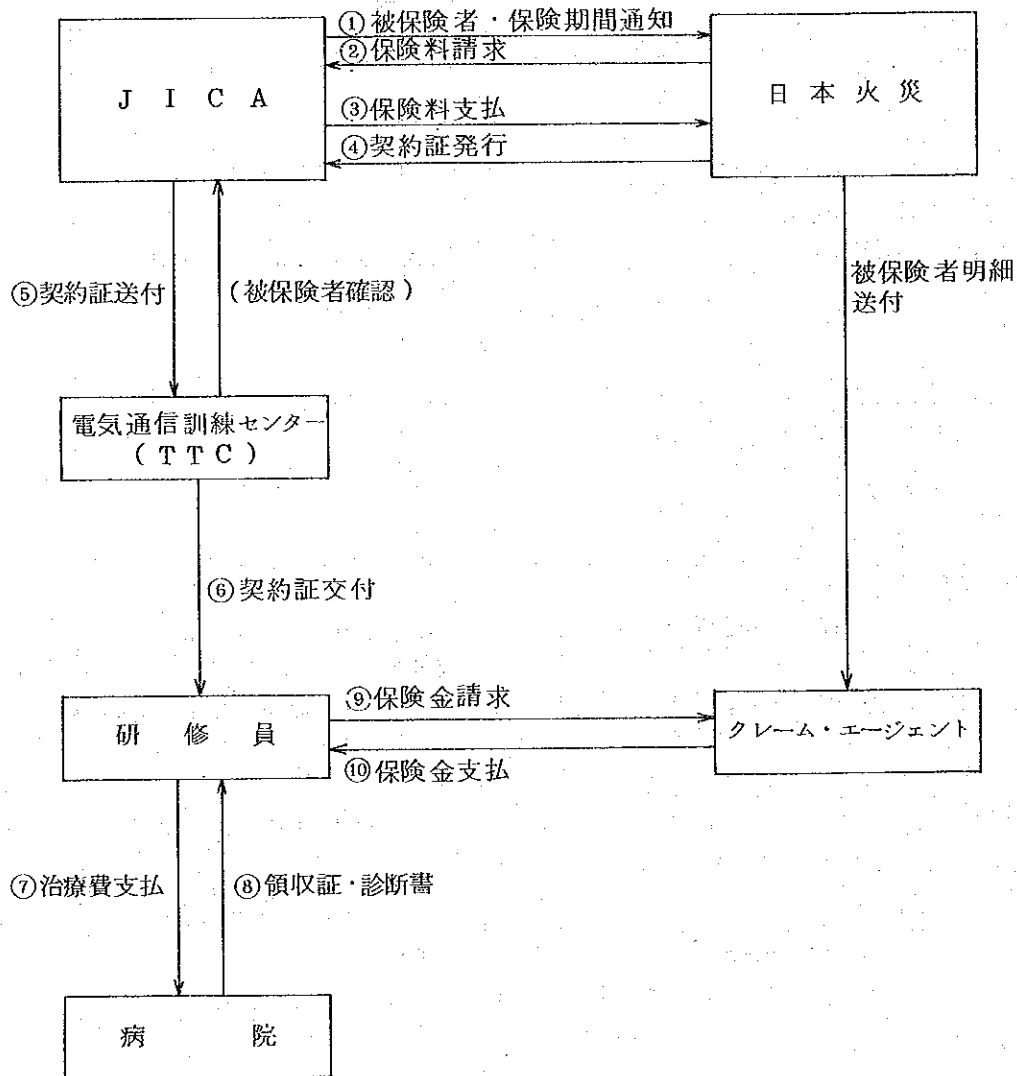 ①被保険者・保険期間通知
②保険料請求
JICA
日本火災
③保険料支払
④契約証発行
⑤契約証送付
(被保険者確認)
被保険者明細
送付
電気通信訓練センター
(TTC)
⑥契約証交付
⑨保険金請求
研修員
クレーム・エージェント
⑩保険金支払
⑦治療費支払
⑧領収証・診断書
病院